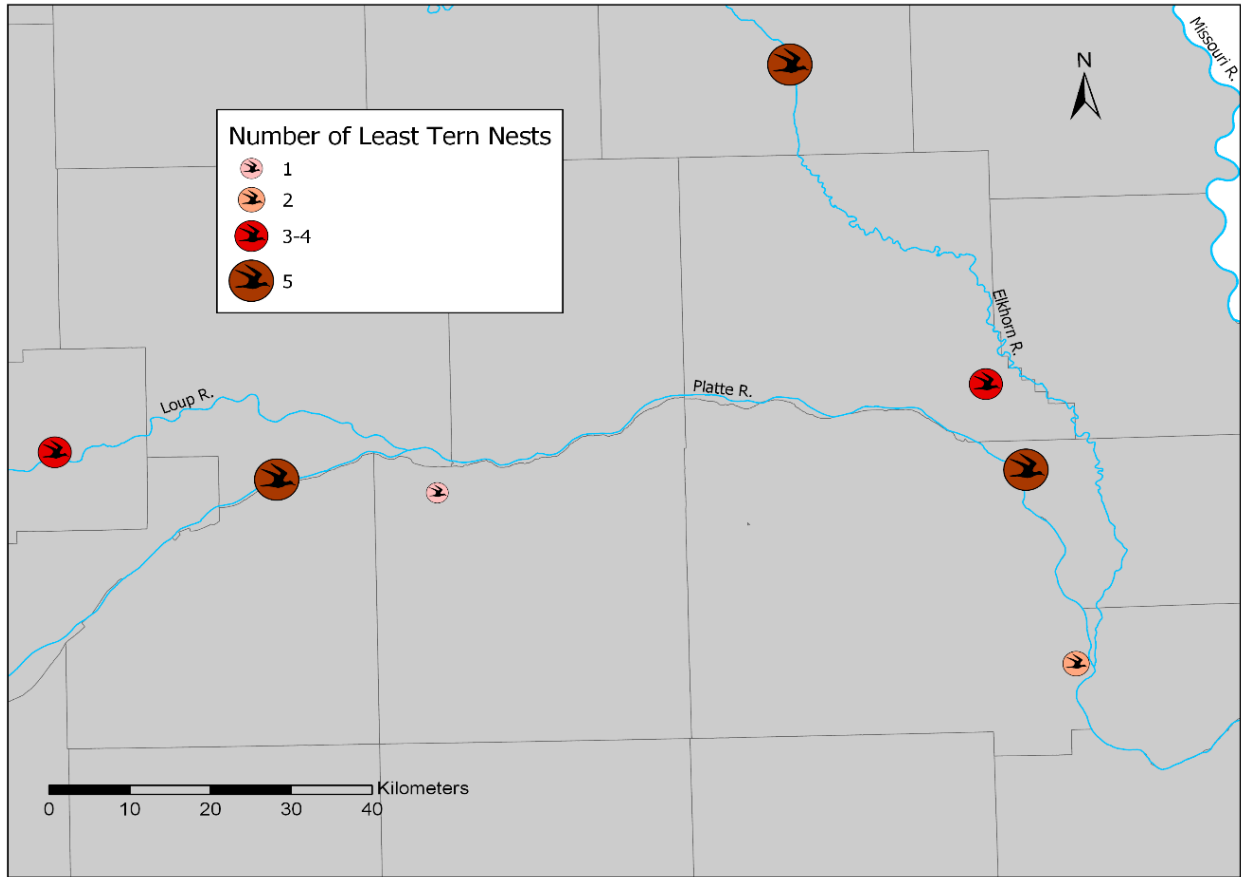 Missouri R.
N
Number of Least Tern Nests
1
2
3-4
5
Elkhorn R.
Loup R.
Platte R.
Kilometers
0 10 20 30 40